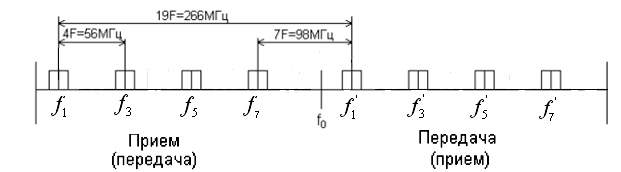 19F=266МГц
4F=56МГц 7F=98МГц
f1 f3 f5 f7 f0 f1' f3' f5' f7'
Прием Передача
(передача) (прием)